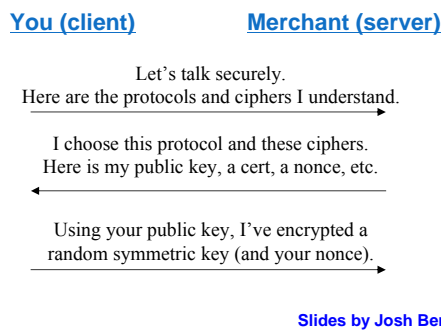 You (client) Merchant (server)
Let's talk securely.
Here are the protocols and ciphers I understand.
I choose this protocol and these ciphers.
Here is my public key, a cert, a nonce, etc.
Using your public key, I've encrypted a
random symmetric key (and your nonce).
Slides by Josh